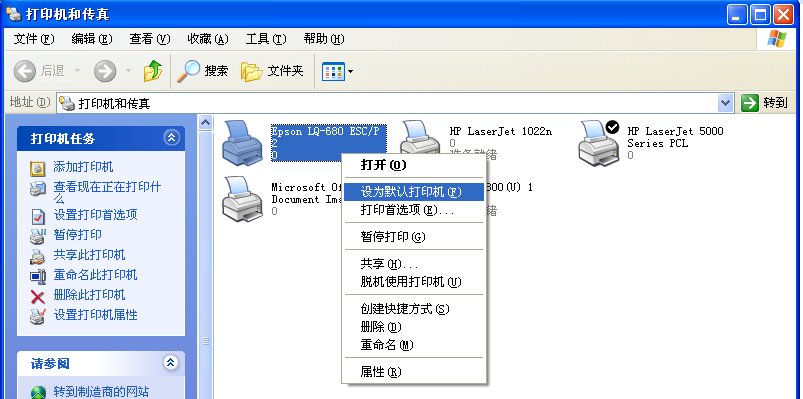 打印机和传真
文件(F) 编辑(E) 查看(V) 收藏(A) 工具(T) 帮助(H)
后退 搜索 文件夹
地址(D) 打印机和传真 转到
打印机任务
添加打印机
查看现在正在打印什
么
设置打印首选项
暂停打印
共享此打印机
重命名此打印机
删除此打印机
设置打印机属性
请参阅
转到制造商的网站
Epson LQ-680 ESC/P
2
0
HP LaserJet 1022n
0
HP LaserJet 5000
Series PCL
0
Microsoft Of
Document Ima
0
300(U) 1
绪
打开(O)
设为默认打印机(F)
打印首选项(E)...
暂停打印(G)
共享(H)...
脱机使用打印机(U)
创建快捷方式(S)
删除(D)
重命名(M)
属性(R)